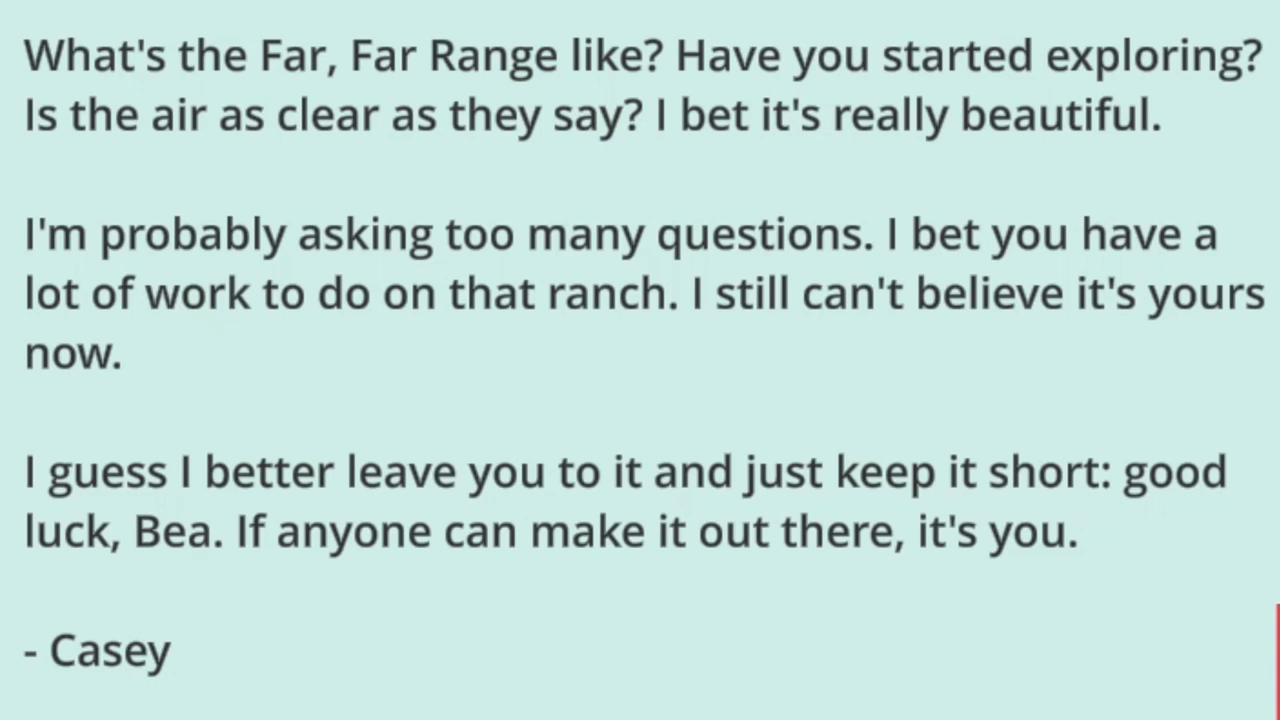 What's the Far, Far Range like? Have you started exploring?
Is the air as clear as they say? I bet it's really beautiful.
I'm probably asking too many questions. I bet you have a
lot of work to do on that ranch. I still can't believe it's yours
now.
I guess I better leave you to it and just keep it short: good
luck, Bea. If anyone can make it out there, it's you.
- Casey